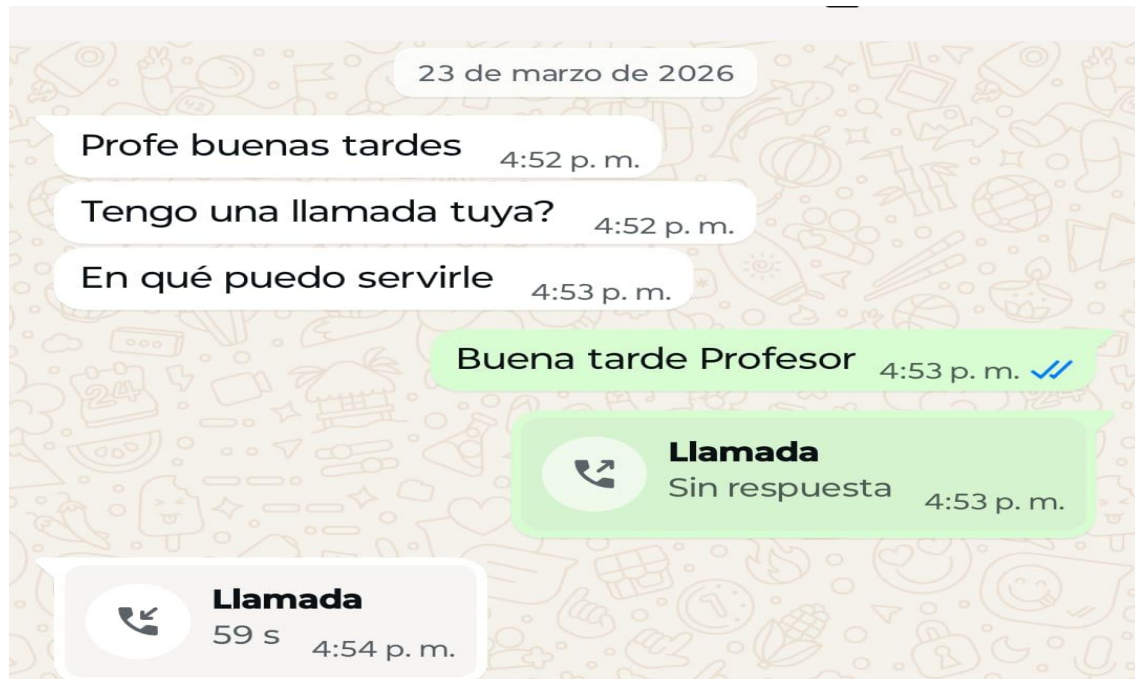 23 de marzo de 2026
Profe buenas tardes 4:52 p. m.
Tengo una llamada tuya? 4:52 p. m.
En qué puedo servirle 4:53 p. m.
Buena tarde Profesor 4:53 p. m.
Llamada
Sin respuesta 4:53 p. m.
Llamada
59 s 4:54 p. m.